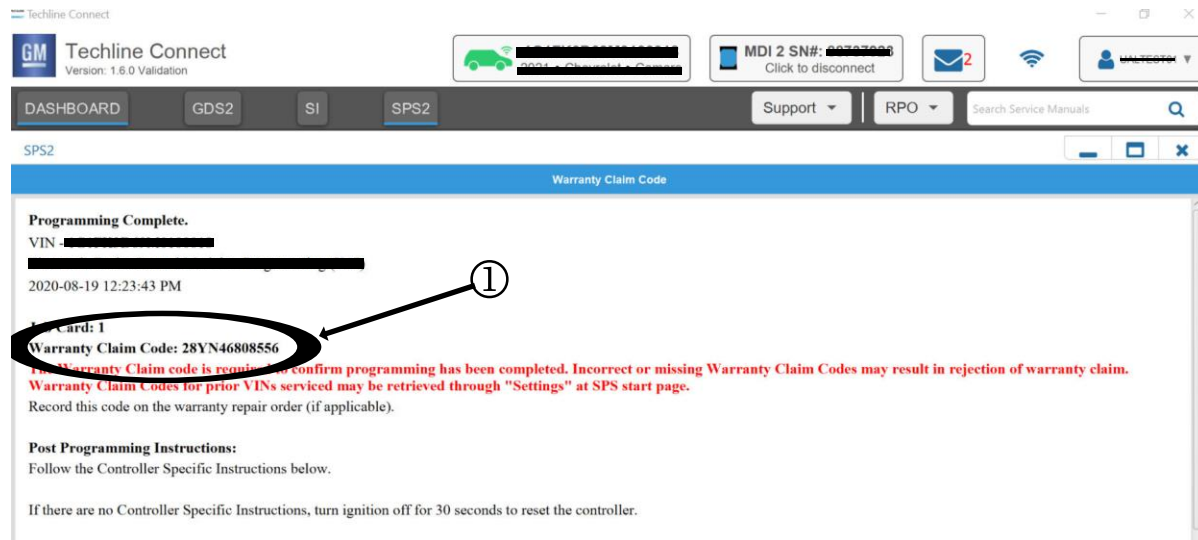 Techline Connect
GM
Techline Connect
Version: 1.6.0 Validation
2021 • Chevrolet • Camaro
MDI 2 SN#:
Click to disconnect
2
DASHBOARD
GDS2
SI
SPS2
Support
RPO
Search Service Manuals
SPS2
Warranty Claim Code
Programming Complete.
VIN -
2020-08-19 12:23:43 PM
1
Card: 1
Warranty Claim Code: 28YN46808556
The Warranty Claim code is required to confirm programming has been completed. Incorrect or missing Warranty Claim Codes may result in rejection of warranty claim.
Warranty Claim Codes for prior VINs serviced may be retrieved through "Settings" at SPS start page.
Record this code on the warranty repair order (if applicable).
Post Programming Instructions:
Follow the Controller Specific Instructions below.
If there are no Controller Specific Instructions, turn ignition off for 30 seconds to reset the controller.